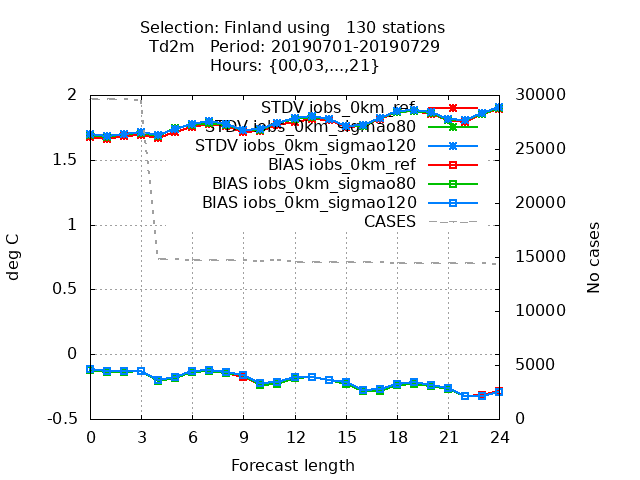 Selection: Finland using   130 stations
Td2m   Period: 20190701-20190729
Hours: {00,03,...,21}
2
1.5
1
0.5
0
-0.5
deg C
30000
25000
20000
15000
10000
5000
0
No cases
STDV iobs_0km_ref
STDV iobs_0km_sigmao80
STDV iobs_0km_sigmao120
BIAS iobs_0km_ref
BIAS iobs_0km_sigmao80
BIAS iobs_0km_sigmao120
CASES
0 3 6 9 12 15 18 21 24
Forecast length